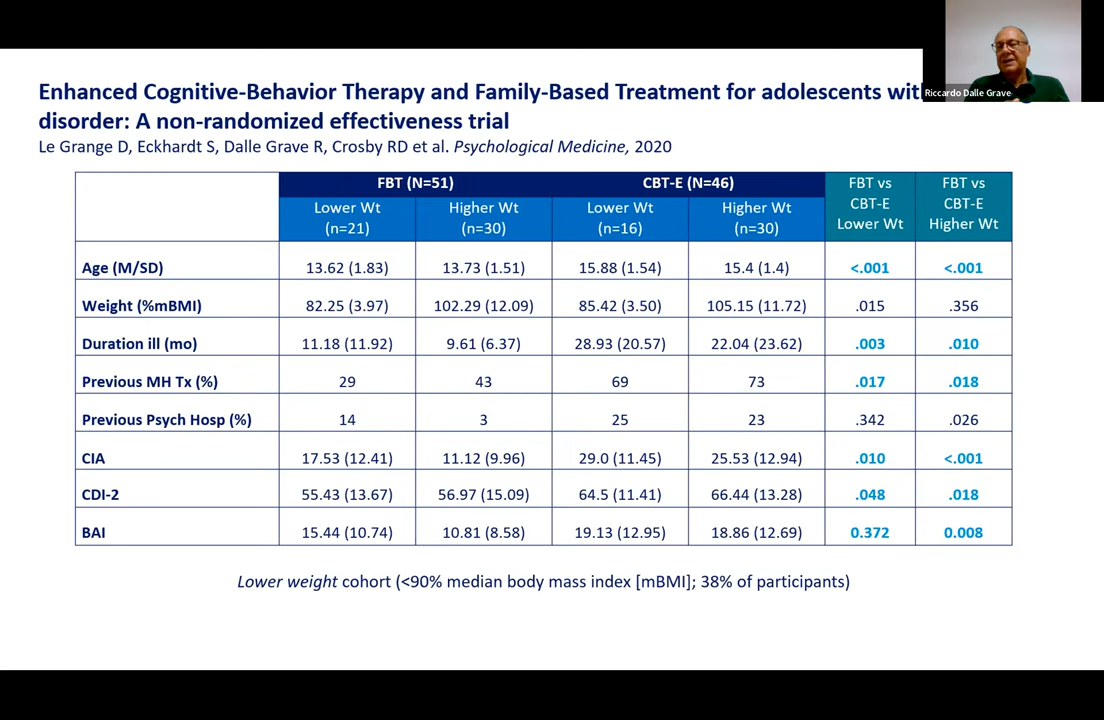 Enhanced Cognitive-Behavior Therapy and Family-Based Treatment for adolescents with
disorder: A non-randomized effectiveness trial
Le Grange D, Eckhardt S, Dalle Grave R, Crosby RD et al. Psychological Medicine, 2020
Riccardo Dalle Grave
FBT (N=51) CBT-E (N=46) FBT vs CBT-E Lower Wt FBT vs CBT-E Higher Wt
Lower Wt (n=21) Higher Wt (n=30) Lower Wt (n=16) Higher Wt (n=30)
Age (M/SD) 13.62 (1.83) 13.73 (1.51) 15.88 (1.54) 15.4 (1.4) <.001 <.001
Weight (%mBMI) 82.25 (3.97) 102.29 (12.09) 85.42 (3.50) 105.15 (11.72) .015 .356
Duration ill (mo) 11.18 (11.92) 9.61 (6.37) 28.93 (20.57) 22.04 (23.62) .003 .010
Previous MH Tx (%) 29 43 69 73 .017 .018
Previous Psych Hosp (%) 14 3 25 23 .342 .026
CIA 17.53 (12.41) 11.12 (9.96) 29.0 (11.45) 25.53 (12.94) .010 <.001
CDI-2 55.43 (13.67) 56.97 (15.09) 64.5 (11.41) 66.44 (13.28) .048 .018
BAI 15.44 (10.74) 10.81 (8.58) 19.13 (12.95) 18.86 (12.69) 0.372 0.008
Lower weight cohort (<90% median body mass index [mBMI]; 38% of participants)